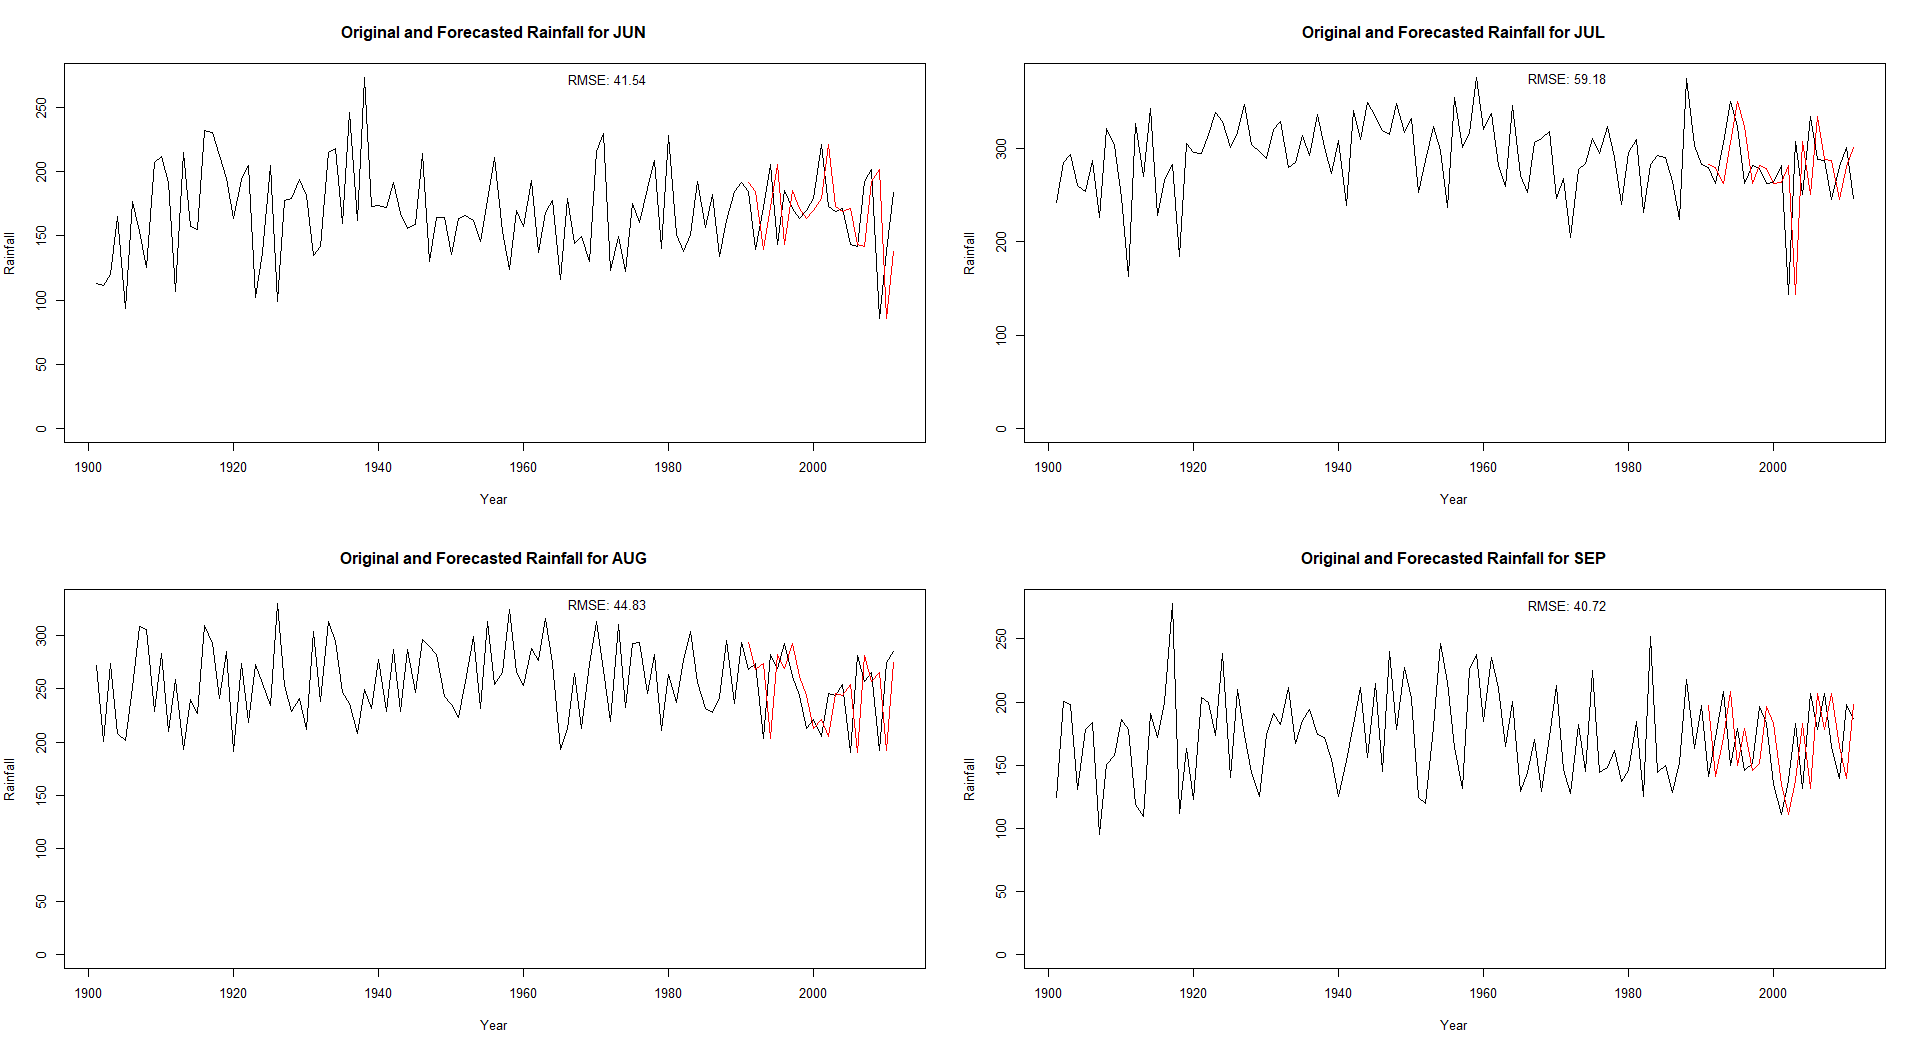 Original and Forecasted Rainfall for JUN
RMSE: 41.54
Rainfall
250
200
150
100
50
0
1900 1920 1940 1960 1980 2000
Year
Original and Forecasted Rainfall for JUL
RMSE: 59.18
Rainfall
300
200
100
0
1900 1920 1940 1960 1980 2000
Year
Original and Forecasted Rainfall for AUG
RMSE: 44.83
Rainfall
300
250
200
150
100
50
0
1900 1920 1940 1960 1980 2000
Year
Original and Forecasted Rainfall for SEP
RMSE: 40.72
Rainfall
250
200
150
100
50
0
1900 1920 1940 1960 1980 2000
Year